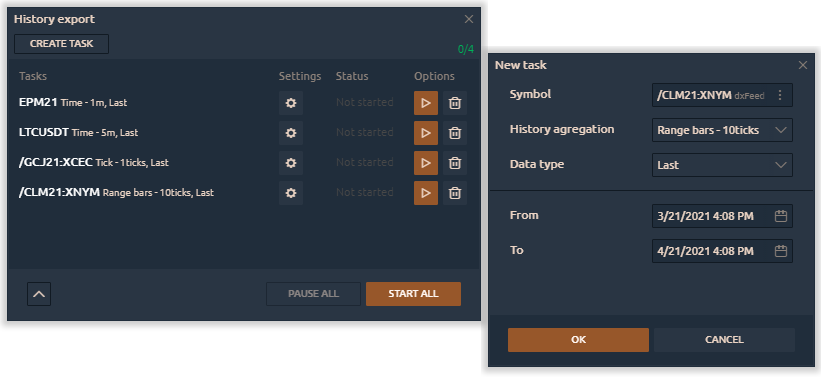 History export
CREATE TASK
0/4
Tasks Settings Status Options
EPM21 Time - 1m, Last Not started
LTCUSDT Time - 5m, Last Not started
/GCJ21:XCEC Tick - 1ticks, Last Not started
/CLM21:XNYM Range bars - 10ticks, Last Not started
PAUSE ALL START ALL
New task
Symbol /CLM21:XNYM dxFeed
History agregation Range bars - 10ticks
Data type Last
From 3/21/2021 4:08 PM
To 4/21/2021 4:08 PM
OK CANCEL